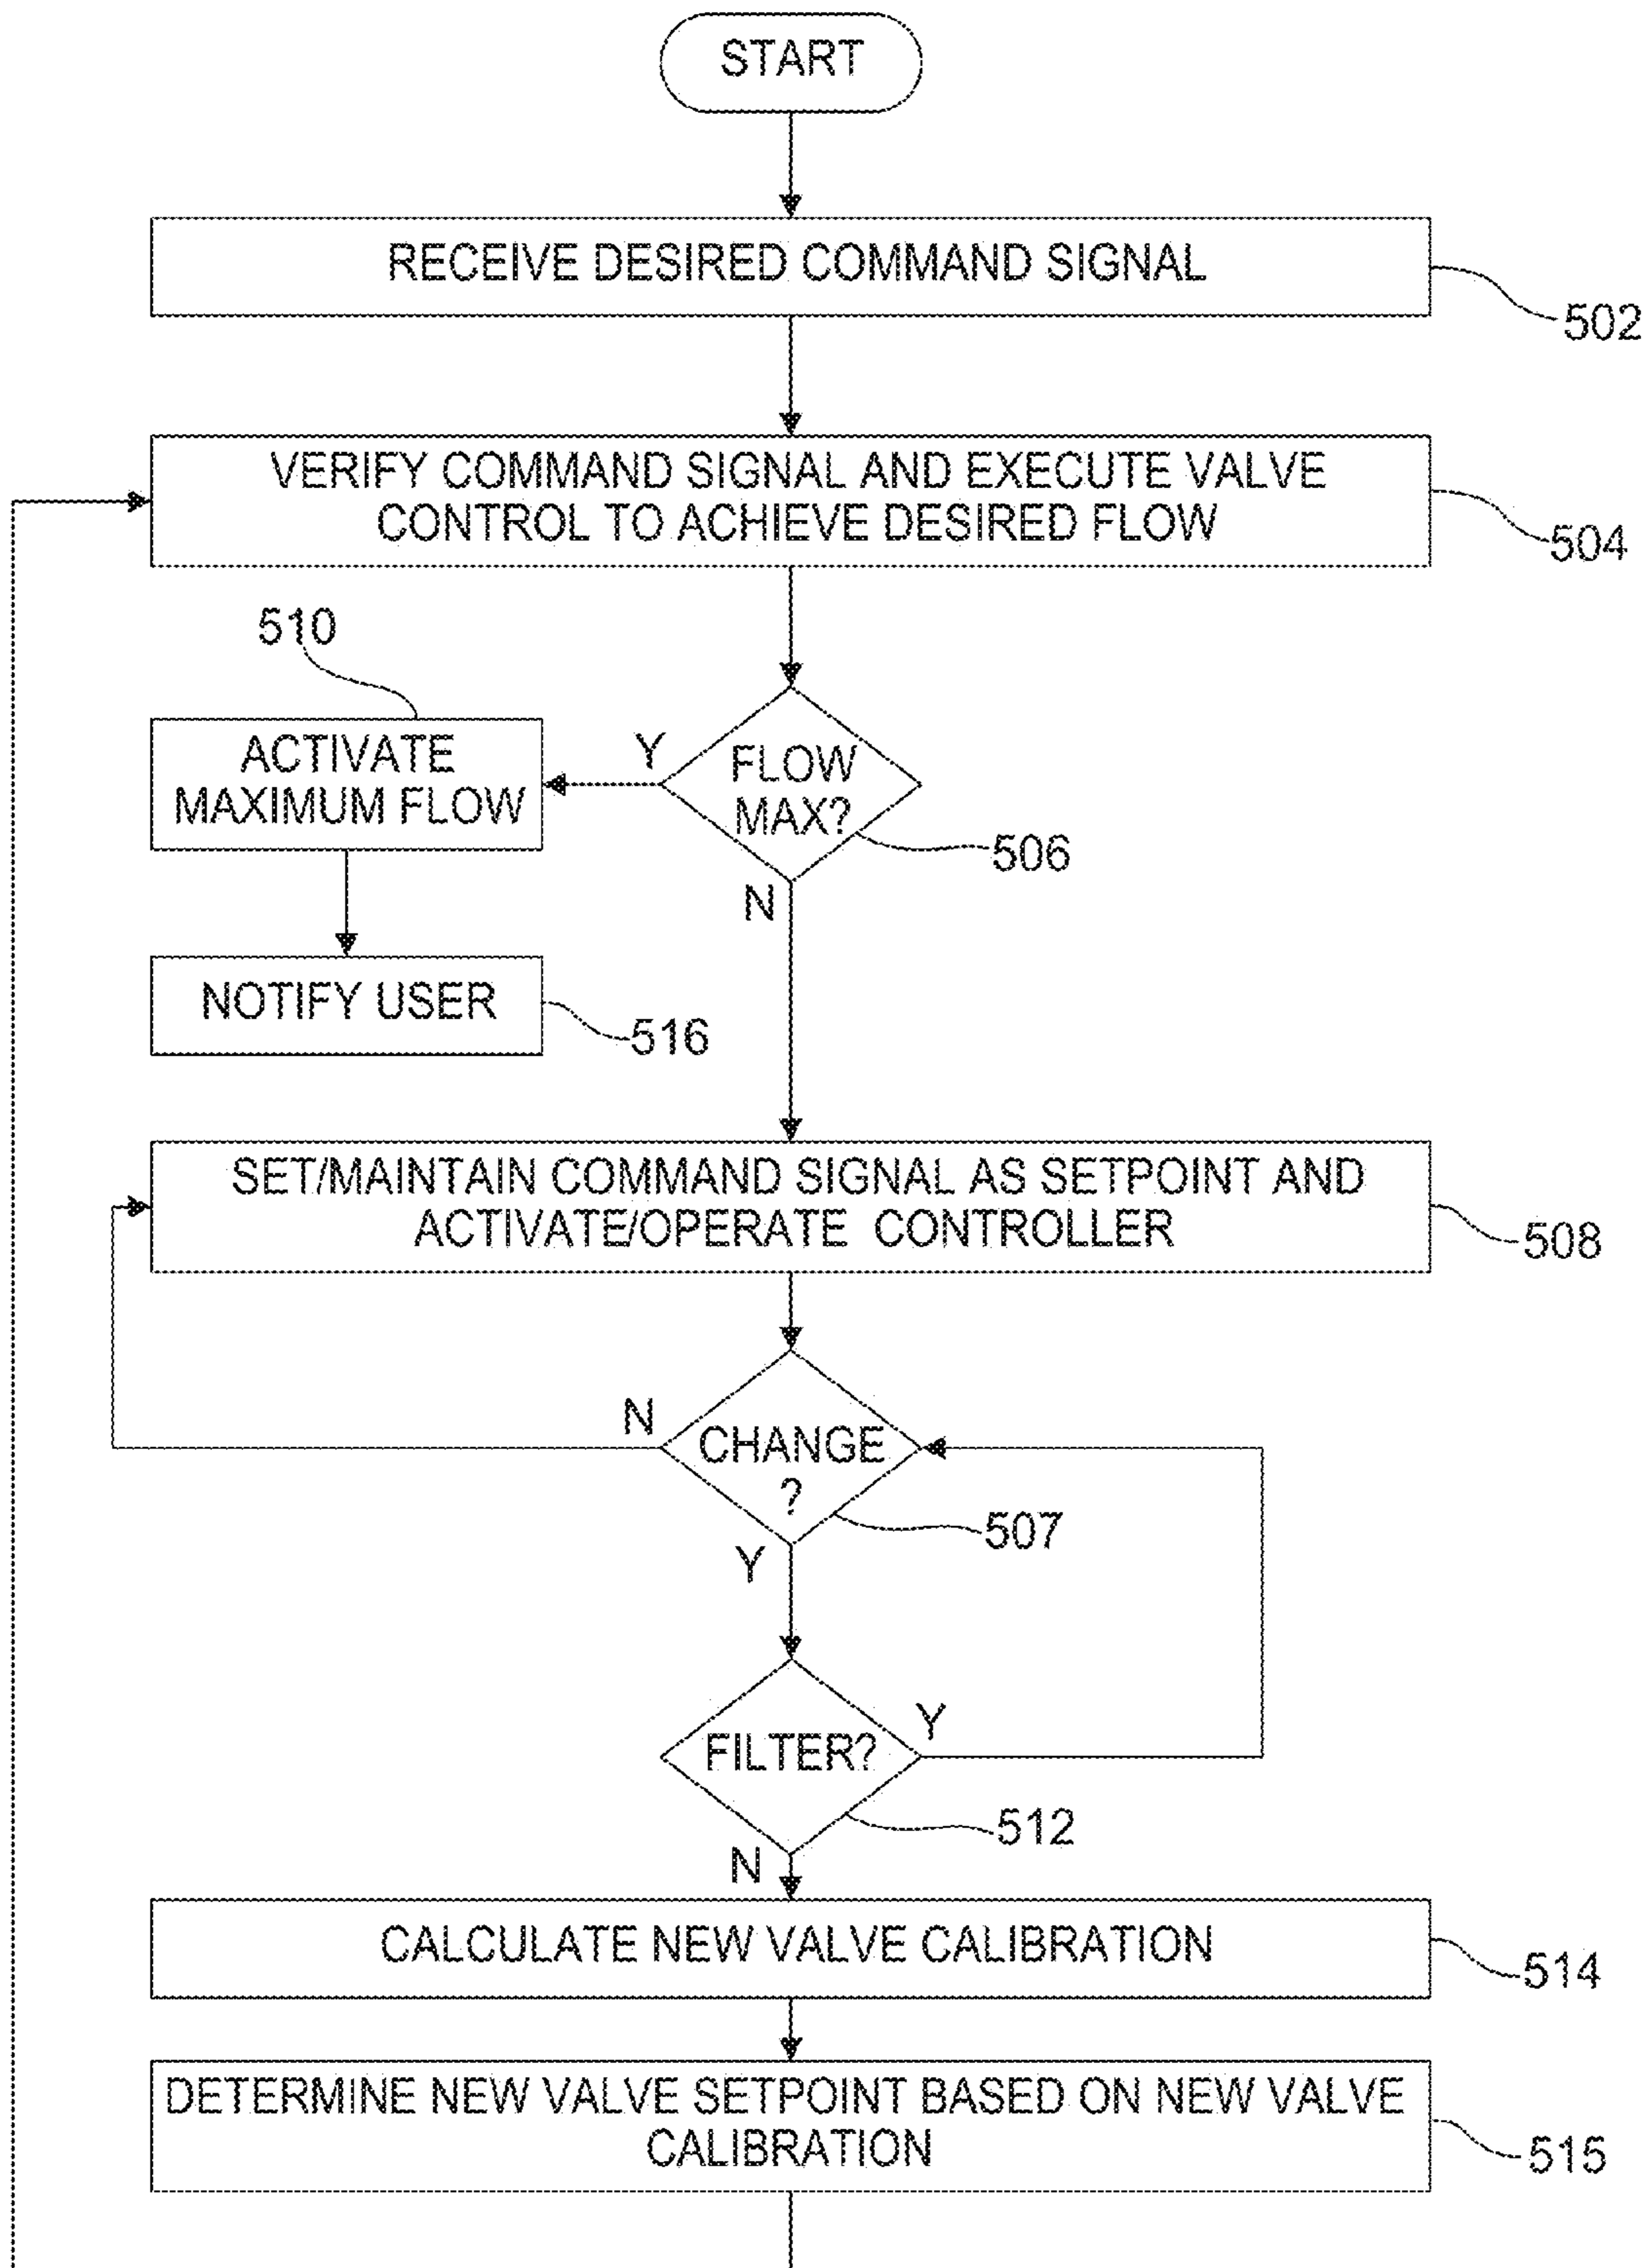 START
RECEIVE DESIRED COMMAND SIGNAL
502
VERIFY COMMAND SIGNAL AND EXECUTE VALVE
CONTROL TO ACHIEVE DESIRED FLOW
504
510
ACTIVATE
MAXIMUM FLOW
Y
FLOW
MAX?
506
N
NOTIFY USER
516
SET/MAINTAIN COMMAND SIGNAL AS SETPOINT AND
ACTIVATE/OPERATE CONTROLLER
508
N
CHANGE
?
507
Y
FILTER?
Y
512
N
CALCULATE NEW VALVE CALIBRATION
514
DETERMINE NEW VALVE SETPOINT BASED ON NEW VALVE
CALIBRATION
515